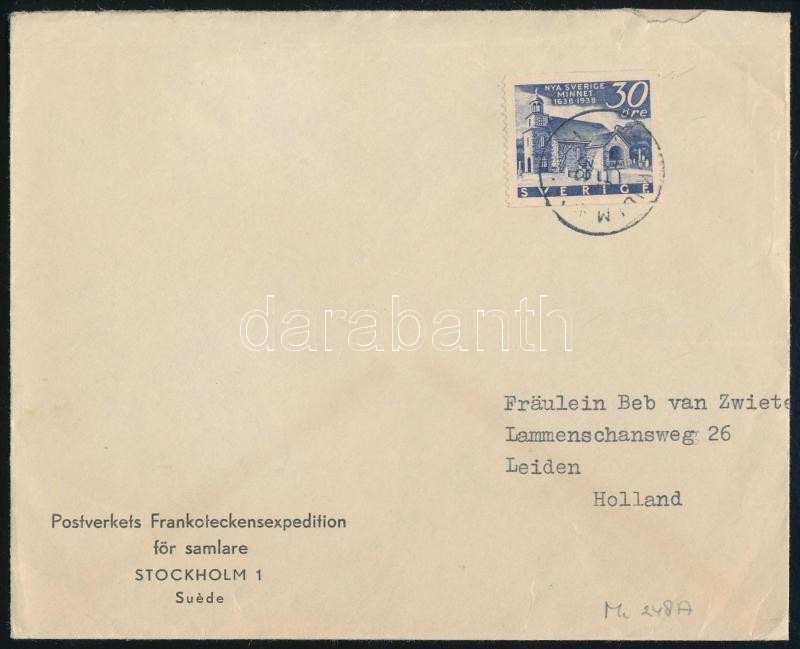 NYA SVERIGE
MINNET
1638·1938
30
öre
SVERIGE
darabanth
Fräulein Beb van Zwiete
Lammenschansweg 26
Leiden
Holland
Postverkets Frankoteckensexpedition
för samlare
STOCKHOLM 1
Suède
Mi 248A